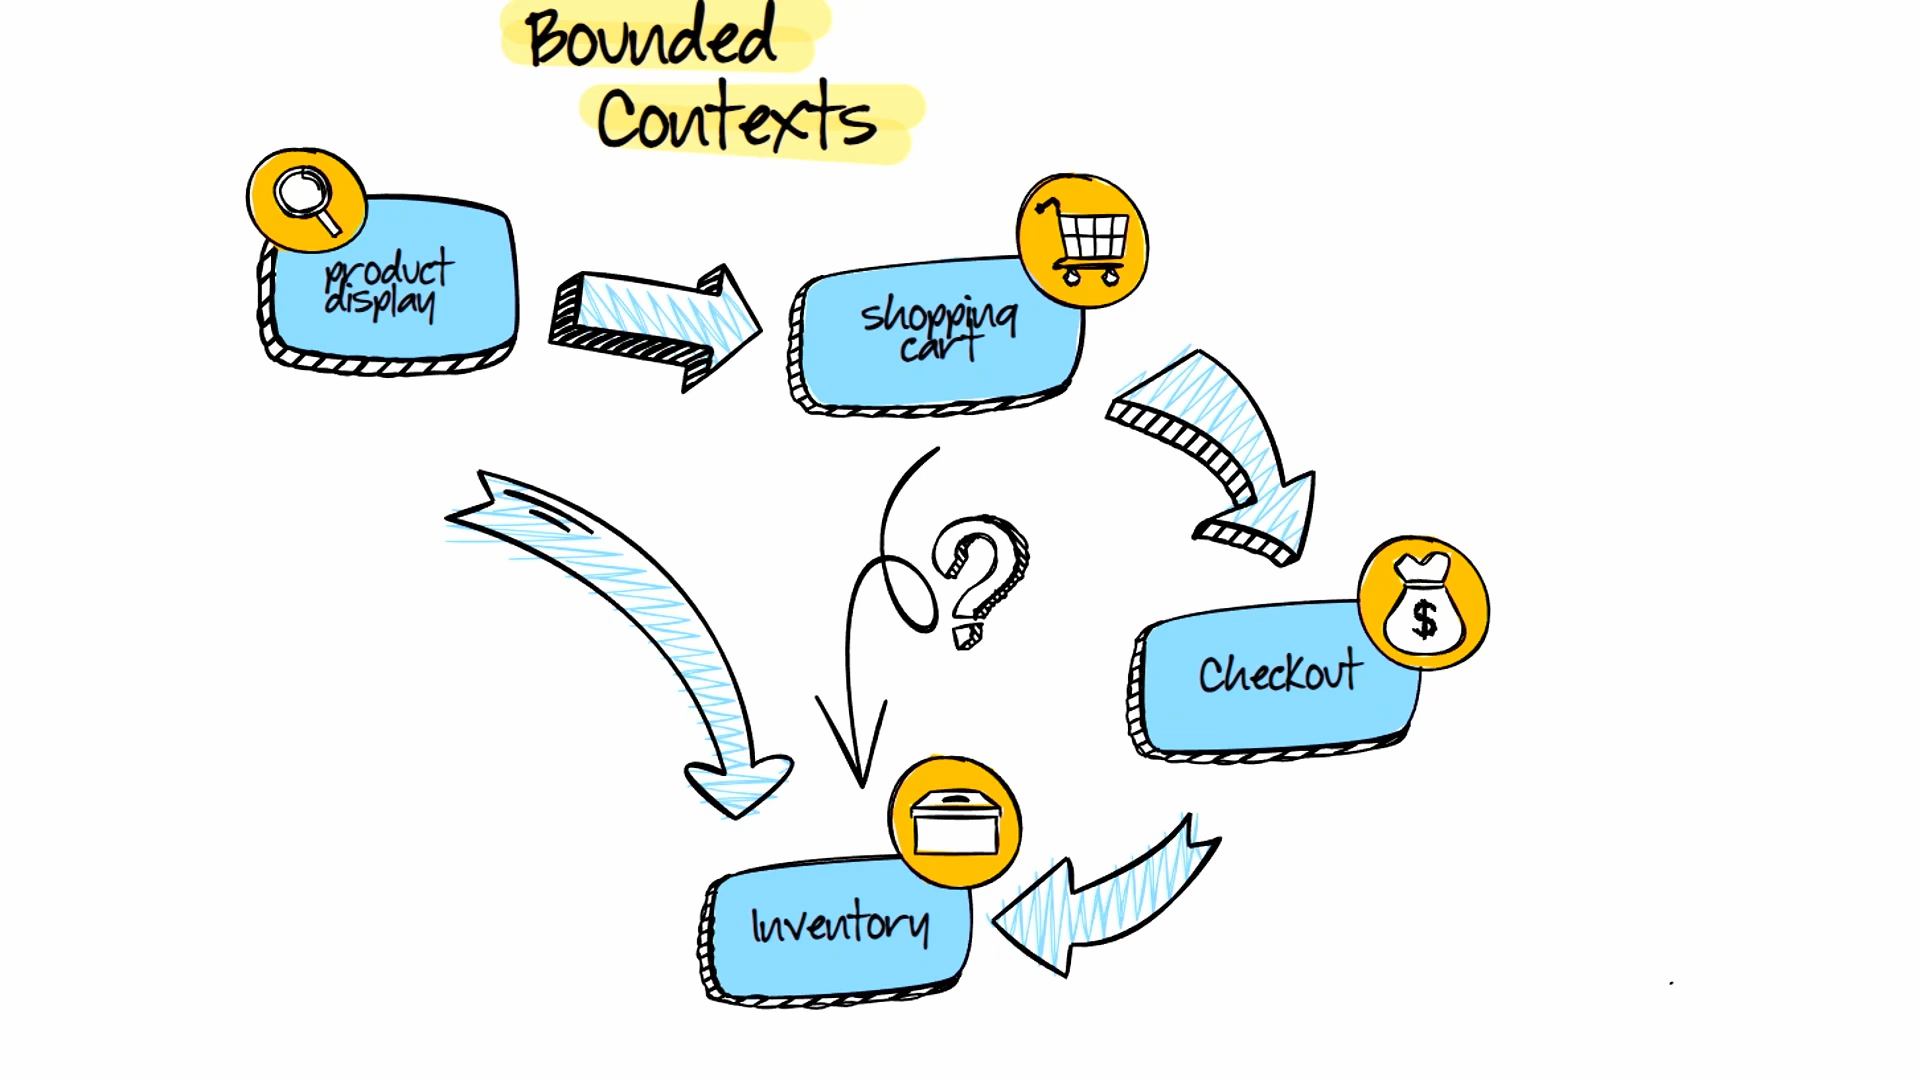 Bounded
Contexts
product
display
shopping
cart
?
$
Checkout
Inventory